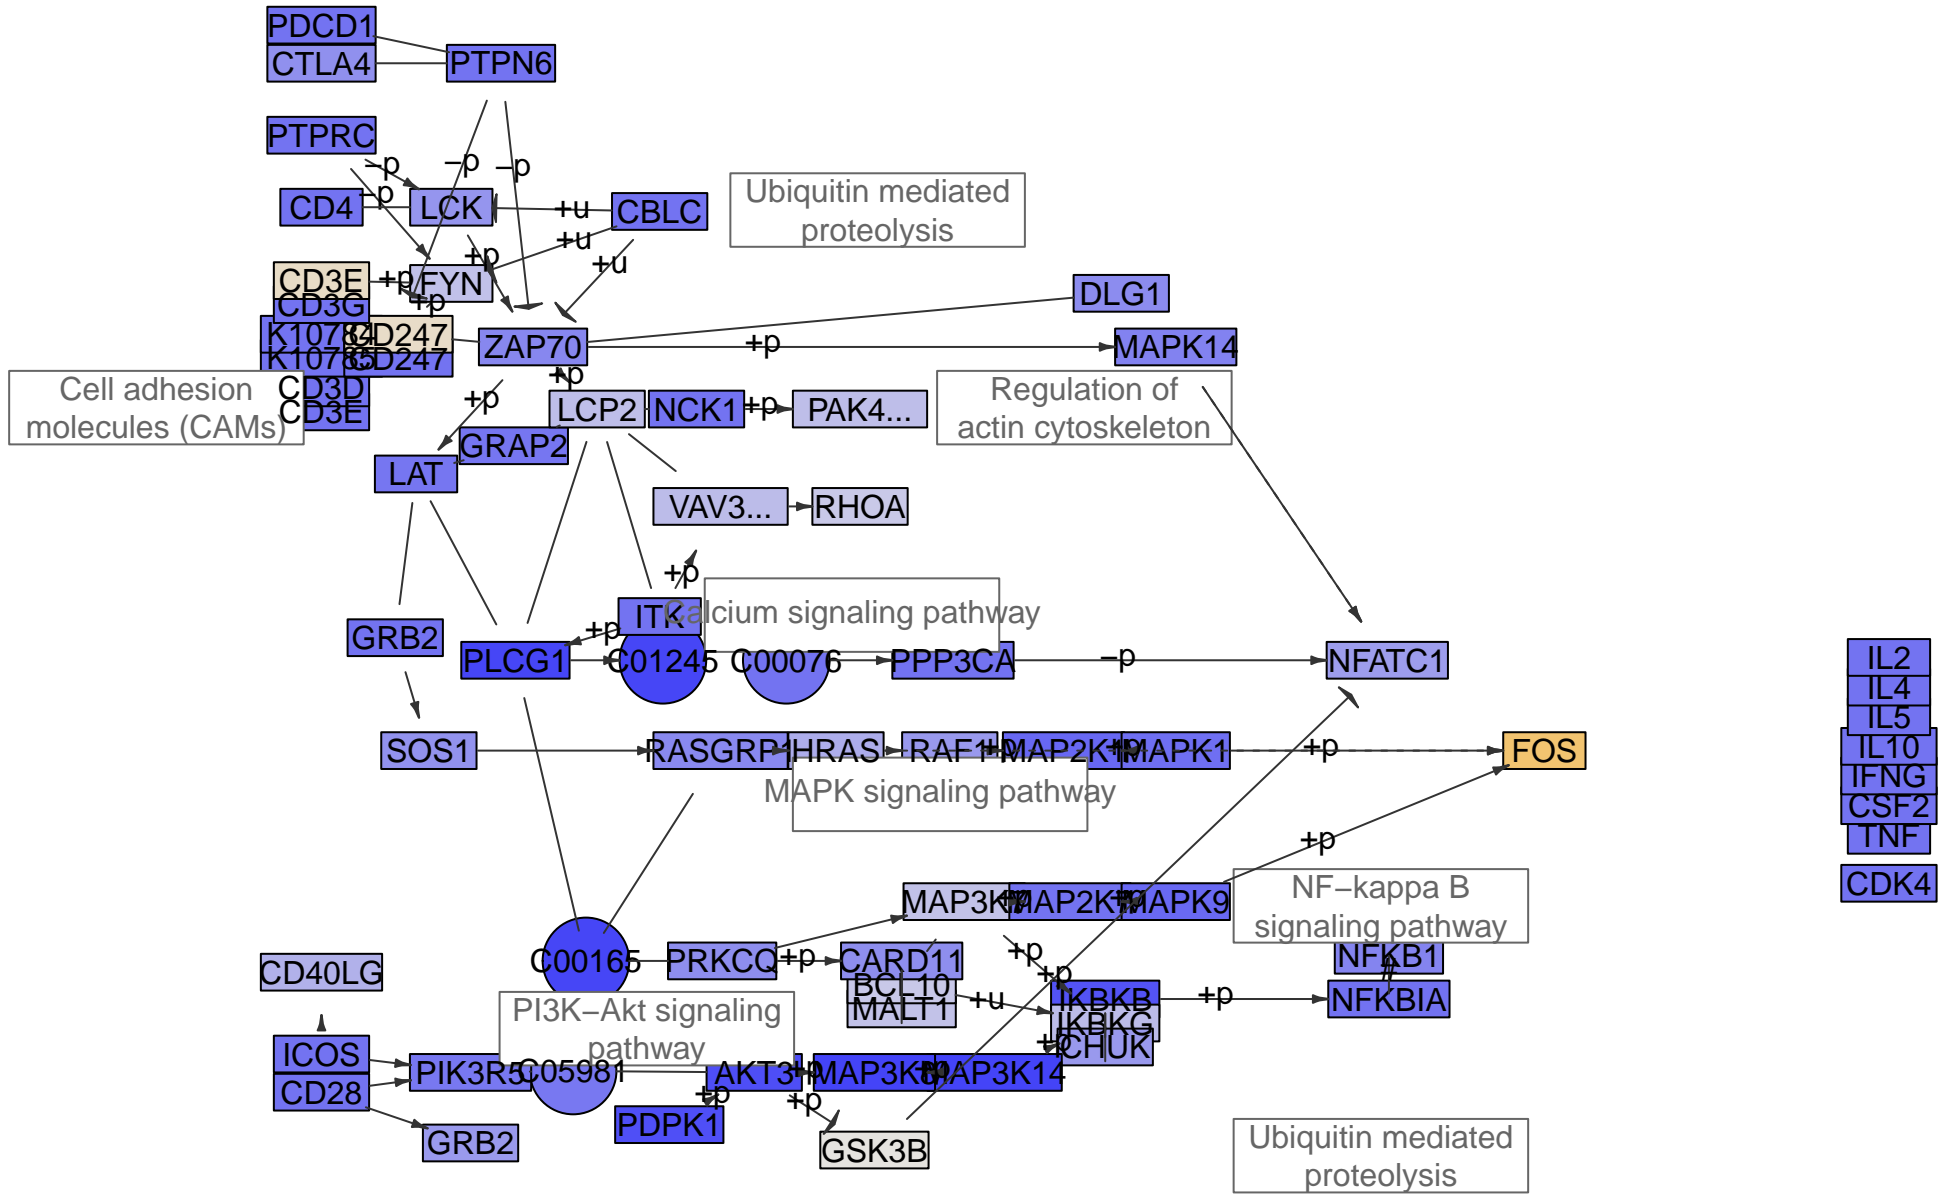 PDCD1
CTLA4
PTPN6
PTPRC
–p
–p
–p
–p
CD4
LCK
+u
CBLC
Ubiquitin mediated
proteolysis
+u
+p
+u
CD3E
+p
FYN
+p
CD3G
DLG1
CD247
ZAP70
+p
MAPK14
CD247
+p
CD3D
CD3E
Cell adhesion
molecules (CAMs)
+p
LCP2
NCK1
+p
PAK4...
Regulation of
actin cytoskeleton
GRAP2
LAT
VAV3...
RHOA
+p
ITK
Calcium signaling pathway
GRB2
+p
PLCG1
C01245
C00076
PPP3CA
–p
NFATC1
IL2
IL4
IL5
IL10
IFNG
CSF2
TNF
CDK4
SOS1
RASGRP1
HRAS
RAF1
MAPK1
+p
FOS
MAPK signaling pathway
+p
MAPK9
NF–kappa B
signaling pathway
C00165
PRKCQ
+p
CARD11
+p
+p
NFKB1
CD40LG
BCL10
MALT1
+u
IKBKB
+p
NFKBIA
IKBKG
CHUK
PI3K–Akt signaling
pathway
ICOS
CD28
PIK3R5
C05981
AKT3
+p
MAP3K14
+p
+p
PDPK1
GRB2
GSK3B
Ubiquitin mediated
proteolysis